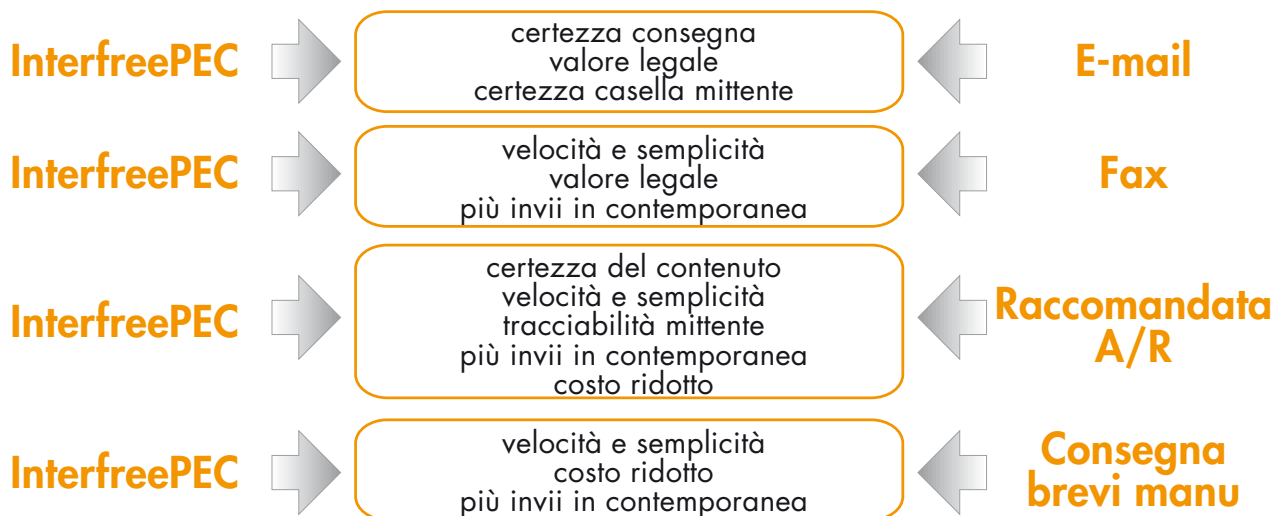 InterfreePEC
certezza consegna
valore legale
certezza casella mittente
E-mail
InterfreePEC
velocità e semplicità
valore legale
più invii in contemporanea
Fax
InterfreePEC
certezza del contenuto
velocità e semplicità
tracciabilità mittente
più invii in contemporanea
costo ridotto
Raccomandata
A/R
InterfreePEC
velocità e semplicità
costo ridotto
più invii in contemporanea
Consegna
brevi manu